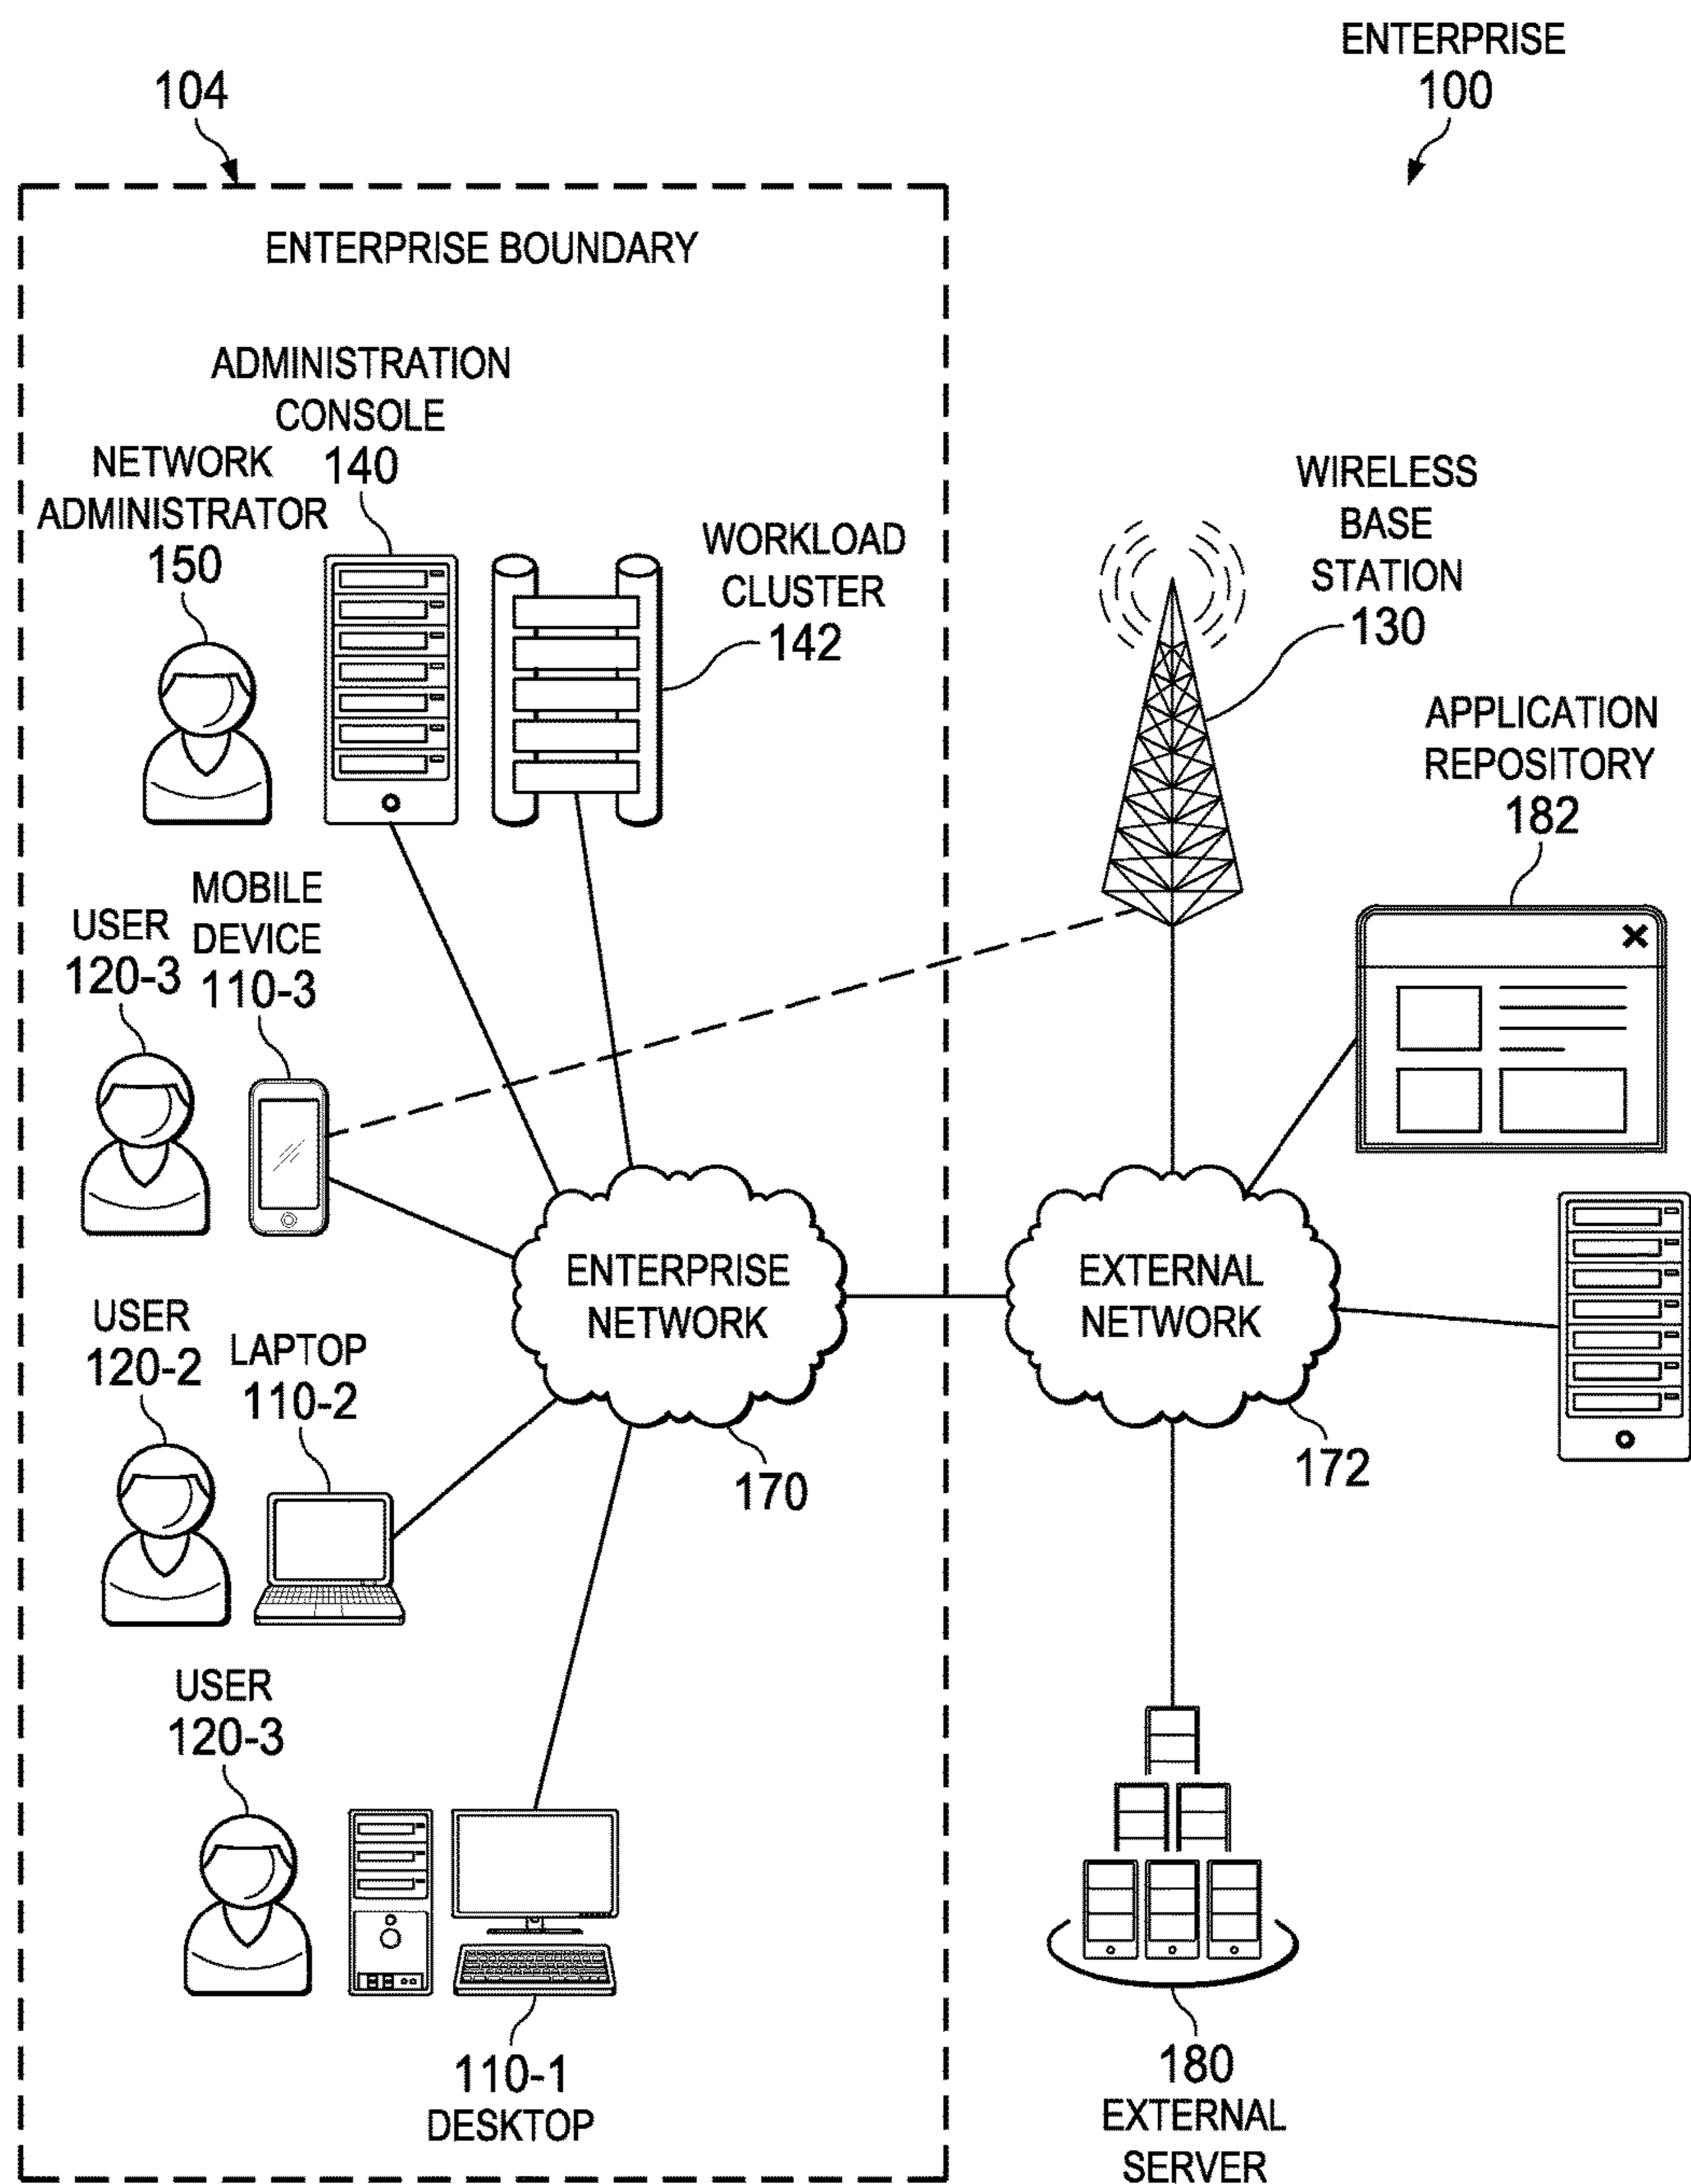 ENTERPRISE
100
104
ENTERPRISE BOUNDARY
ADMINISTRATION
CONSOLE
140
NETWORK
ADMINISTRATOR
150
WORKLOAD
CLUSTER
142
WIRELESS
BASE
STATION
130
APPLICATION
REPOSITORY
182
USER
120-3
MOBILE
DEVICE
110-3
ENTERPRISE
NETWORK
170
EXTERNAL
NETWORK
172
USER
120-2
LAPTOP
110-2
USER
120-3
110-1
DESKTOP
180
EXTERNAL
SERVER